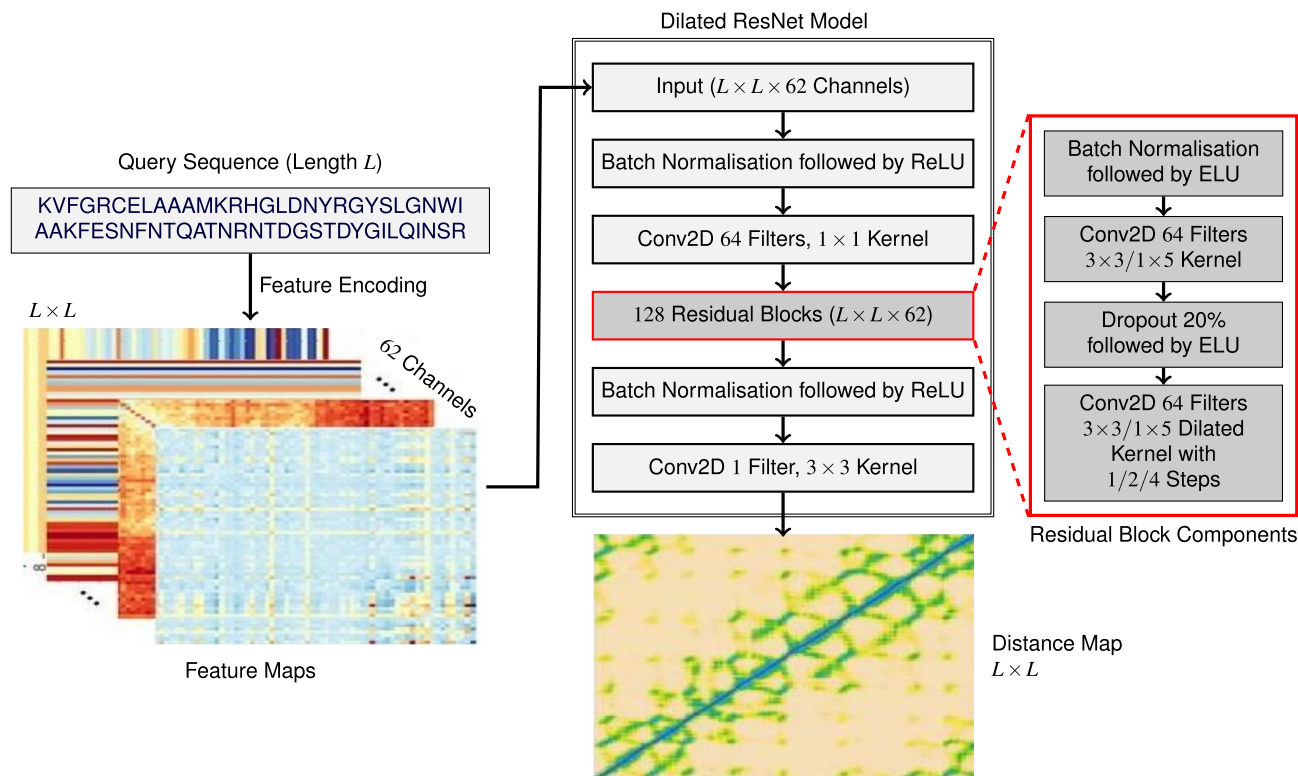 Dilated ResNet Model
Input (L × L × 62 Channels)
Batch Normalisation followed by ReLU
Conv2D 64 Filters, 1 × 1 Kernel
128 Residual Blocks (L × L × 62)
Batch Normalisation followed by ReLU
Conv2D 1 Filter, 3 × 3 Kernel
Query Sequence (Length L)
KVFGRCELAAAMKRHGLDNYRGYSLGNWI
AAKFESNFNTQATNRNTDGSTDYGILQINSR
Feature Encoding
L × L
62 Channels
Feature Maps
Batch Normalisation
followed by ELU
Conv2D 64 Filters
3×3/1×5 Kernel
Dropout 20%
followed by ELU
Conv2D 64 Filters
3×3/1×5 Dilated
Kernel with
1/2/4 Steps
Residual Block Components
Distance Map
L × L